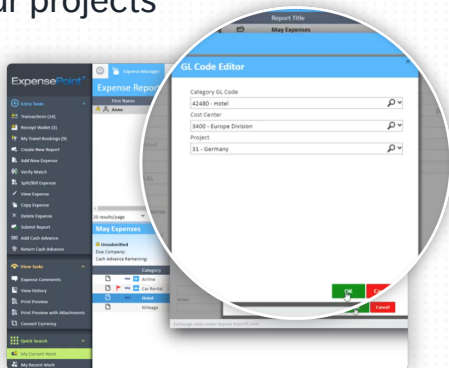 ur projects
Report Title
May Expenses
GL Code Editor
Category GL Code
42480 - Hotel
Cost Center
3400 - Europe Division
Project
31 - Germany
OK
Cancel
ExpensePoint
Expense Manager
Expense Repor
First Name
Anne
Entry Tasks
Transactions (14)
Receipt Wallet (5)
My Travel Bookings (9)
Create New Report
Add New Expense
Verify Match
Split/Bill Expense
View Expense
Copy Expense
Delete Expense
Submit Report
Add Cash Advance
Return Cash Advance
20 results/page
May Expenses
Unsubmitted
Due Company:
Cash Advance Remaining:
Category
Airline
Car Rental
Hotel
Mileage
Notes
View Tasks
Expense Comments
View History
Print Preview
Print Preview with Attachments
Convert Currency
Quick Search
My Current Work
My Recent Work